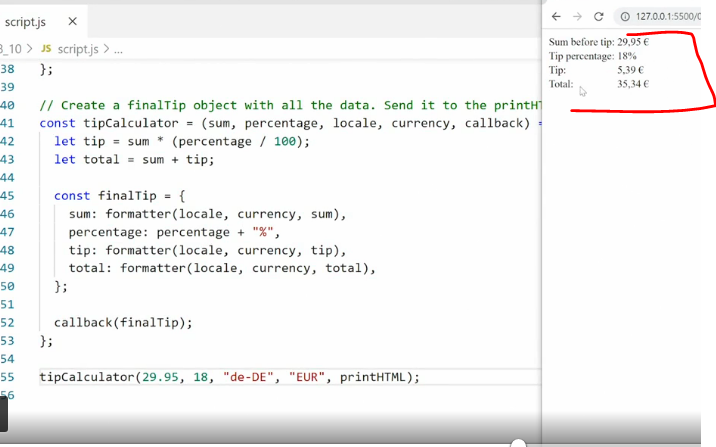 script.js ×
127.0.0.1:5500/0
3_10 > JS script.js > ...
38 };
39
40 // Create a finalTip object with all the data. Send it to the printHT
41 const tipCalculator = (sum, percentage, locale, currency, callback) =
42 let tip = sum * (percentage / 100);
43 let total = sum + tip;
44
45 const finalTip = {
46 sum: formatter(locale, currency, sum),
47 percentage: percentage + "%",
48 tip: formatter(locale, currency, tip),
49 total: formatter(locale, currency, total),
50 };
51
52 callback(finalTip);
53 };
54
55 tipCalculator(29.95, 18, "de-DE", "EUR", printHTML);
56
Sum before tip: 29,95 €
Tip percentage: 18%
Tip: 5,39 €
Total: 35,34 €